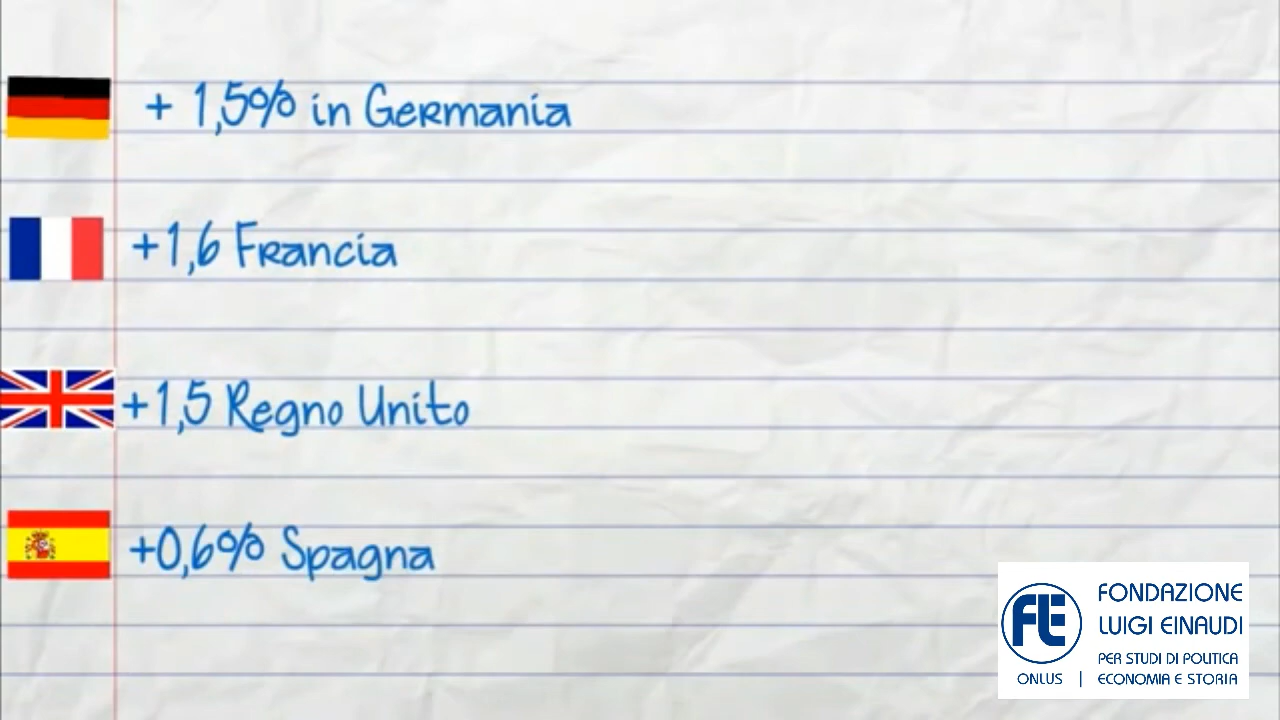 + 1,5% in Germania
+1,6 Francia
+1,5 Regno Unito
+0,6% Spagna
FLE
FONDAZIONE
LUIGI EINAUDI
PER STUDI DI POLITICA
ONLUS | ECONOMIA E STORIA